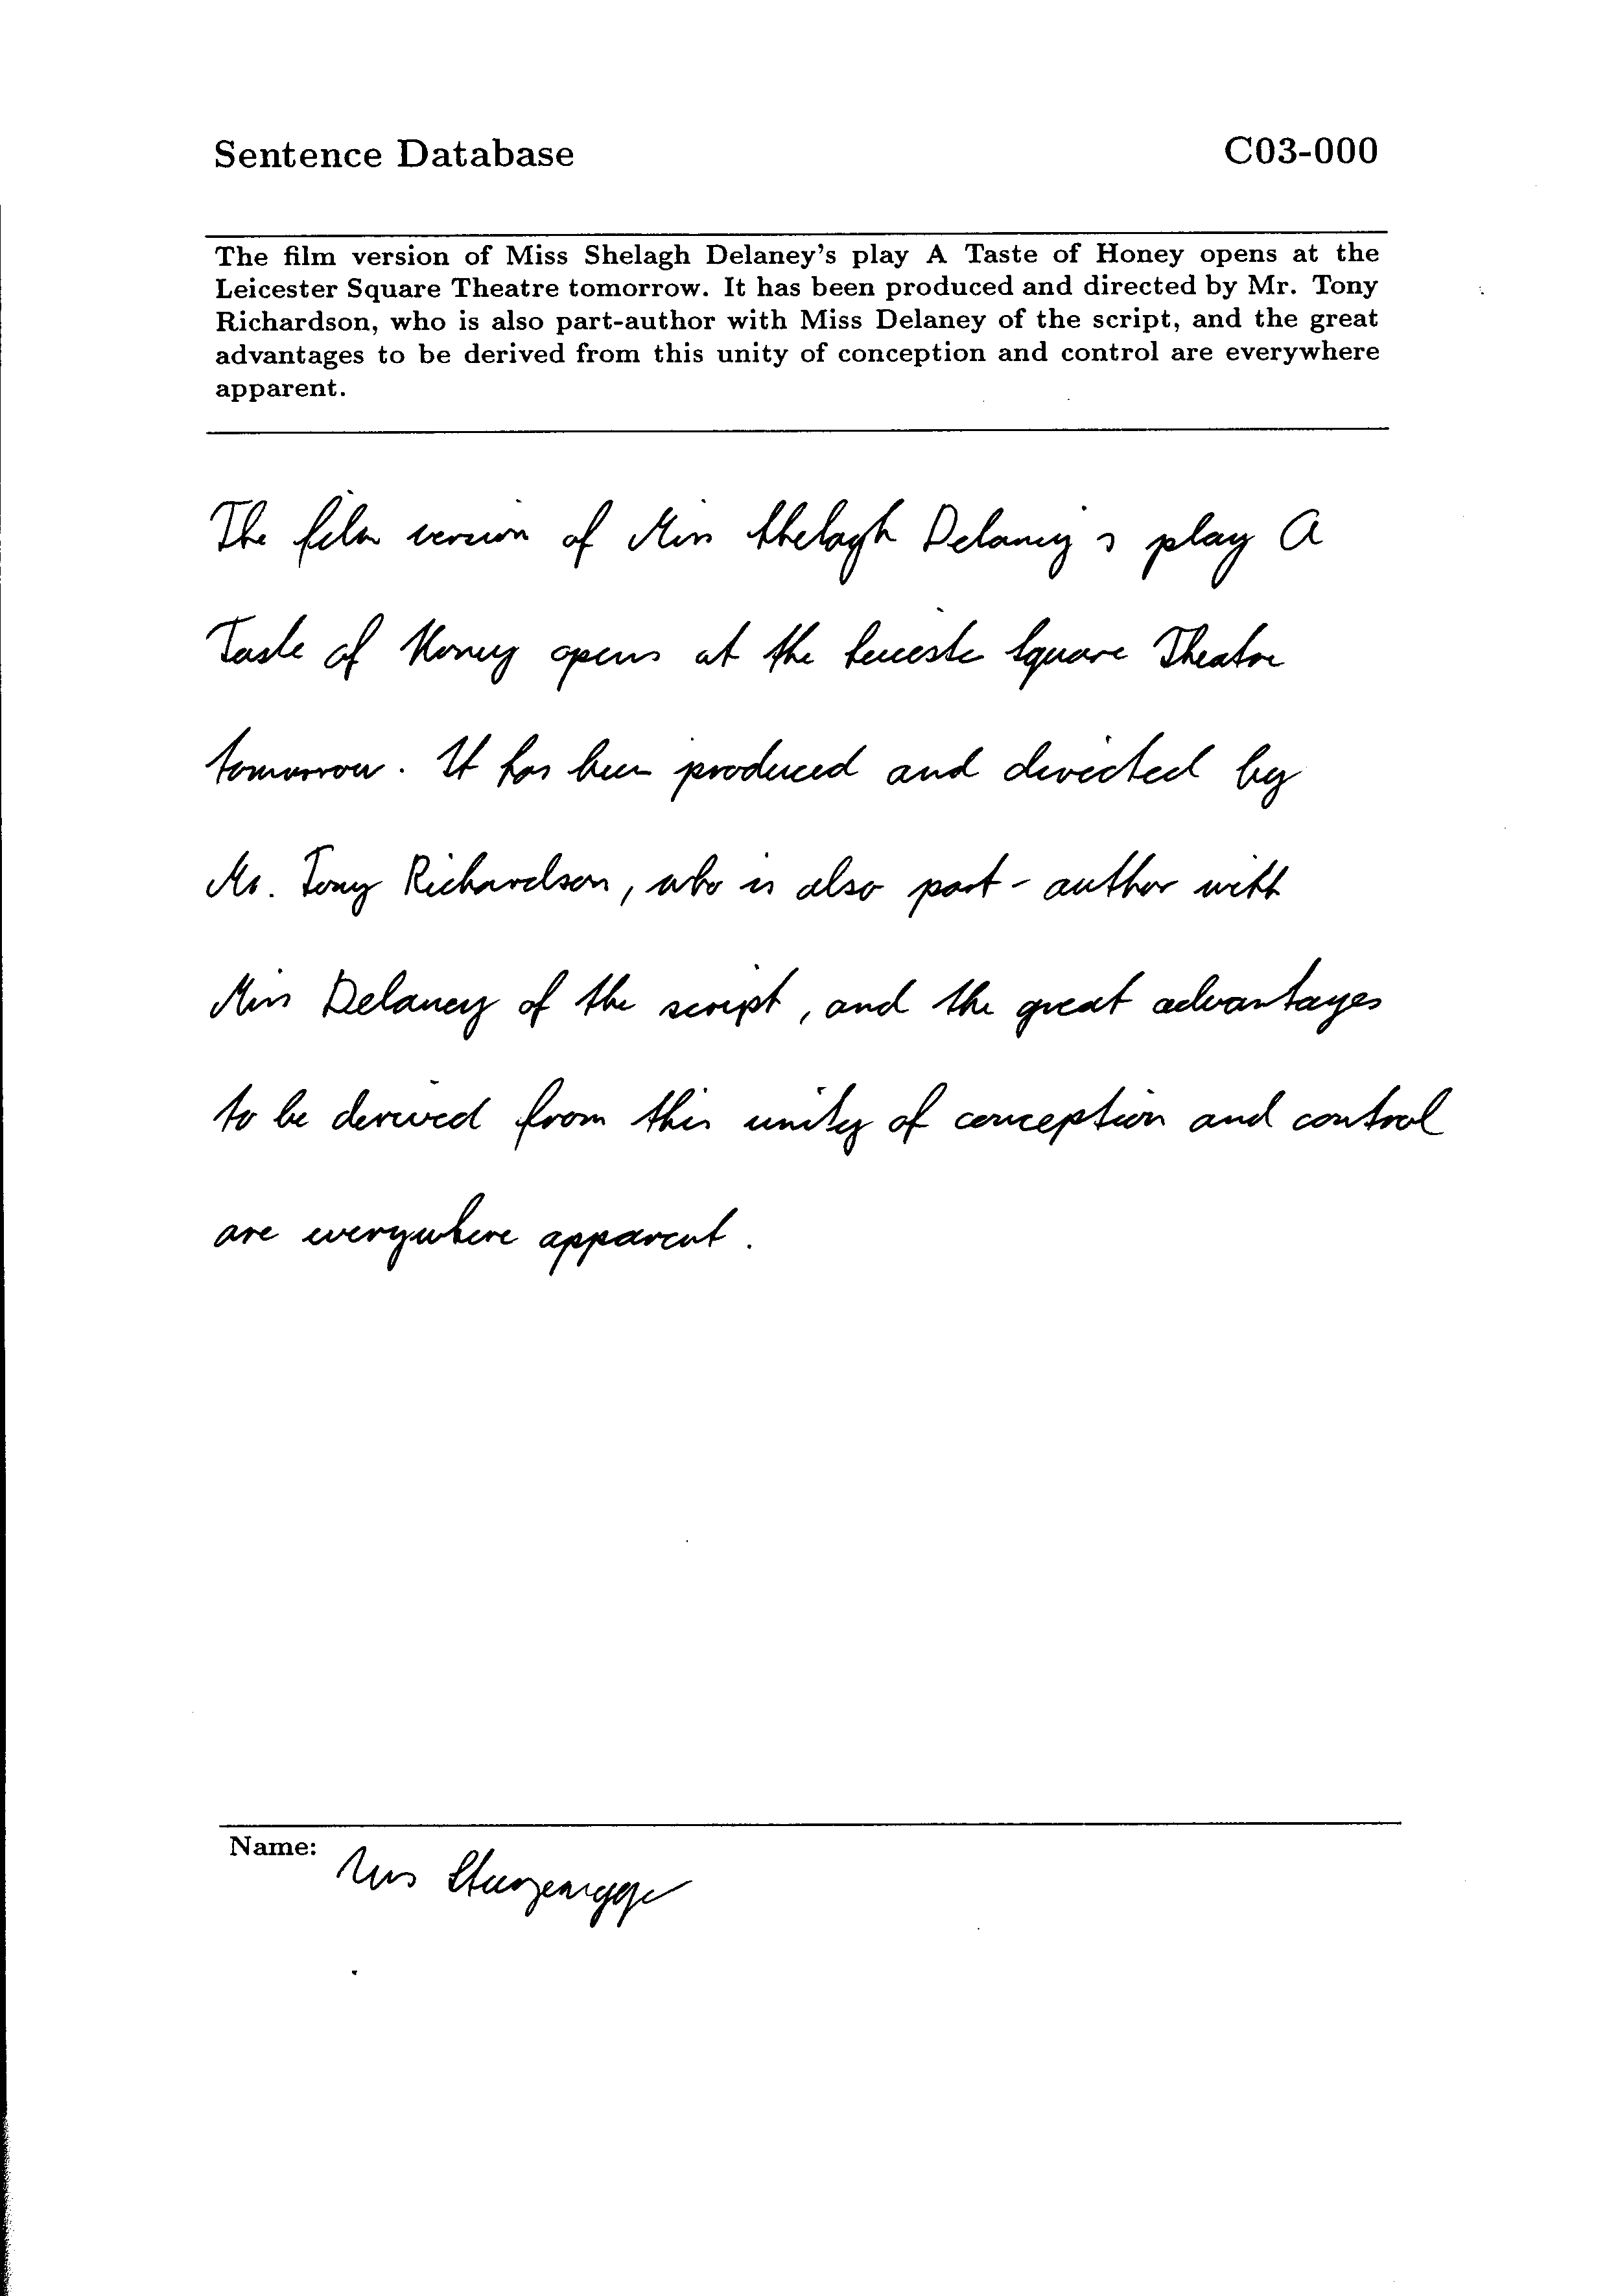 Sentence Database C03-000
The film version of Miss Shelagh Delaney's play A Taste of Honey opens at the
Leicester Square Theatre tomorrow. It has been produced and directed by Mr. Tony
Richardson, who is also part-author with Miss Delaney of the script, and the great
advantages to be derived from this unity of conception and control are everywhere
apparent.
The film version of Miss Shelagh Delaney s play A
Taste of Honey opens at the Leicester Square Theatre
tomorrow. It has been produced and directed by
Mr. Tony Richardson, who is also part-author with
Miss Delaney of the script, and the great advantages
to be derived from this unity of conception and control
are everywhere apparent.
Name: Urs